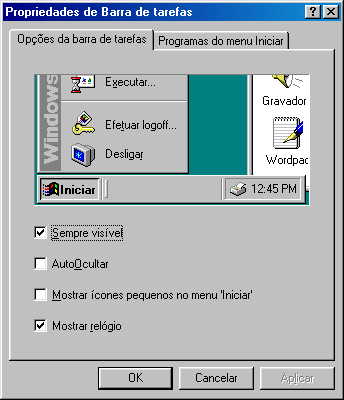 Propriedades de Barra de tarefas
Opções da barra de tarefas
Programas do menu Iniciar
Windows
Executar...
Efetuar logoff...
Desligar
Gravador
Wordpad
Iniciar
12:45 PM
Sempre visível
AutoOcultar
Mostrar ícones pequenos no menu 'Iniciar'
Mostrar relógio
OK
Cancelar
Aplicar